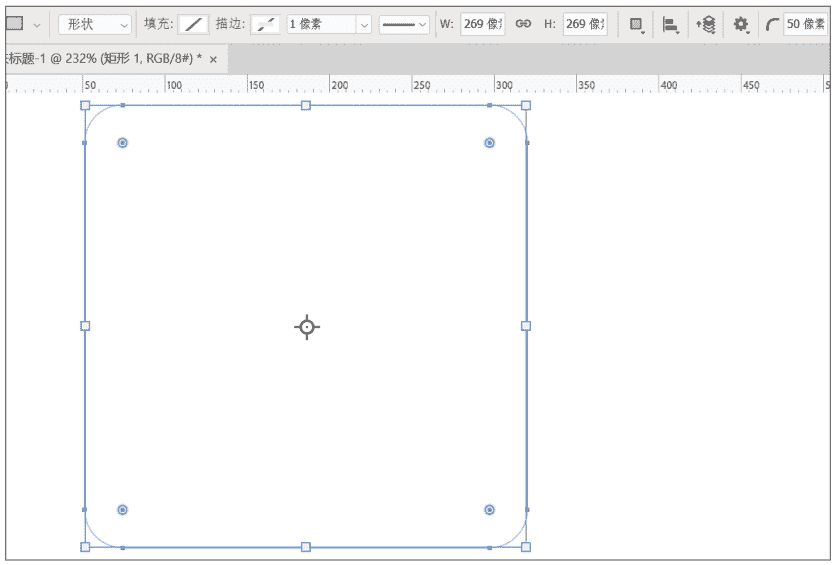 形状 填充: 描边: 1 像素 W: 269 像 H: 269 像 50 像素
标题-1 @ 232% (矩形 1, RGB/8#) * ×
50 100 150 200 250 300 350 400 450